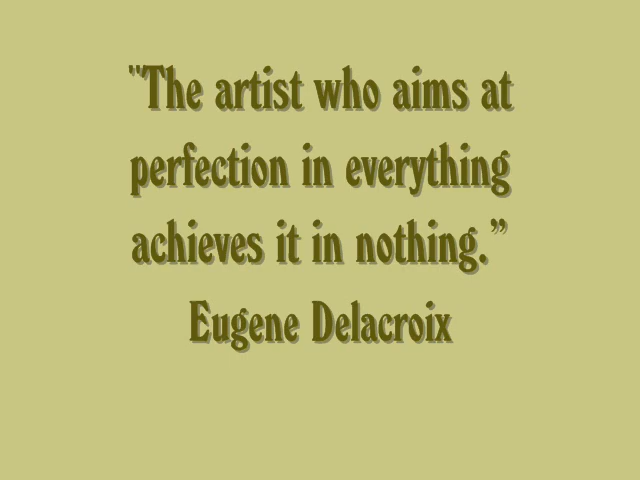 "The artist who aims at
perfection in everything
achieves it in nothing.”
Eugene Delacroix